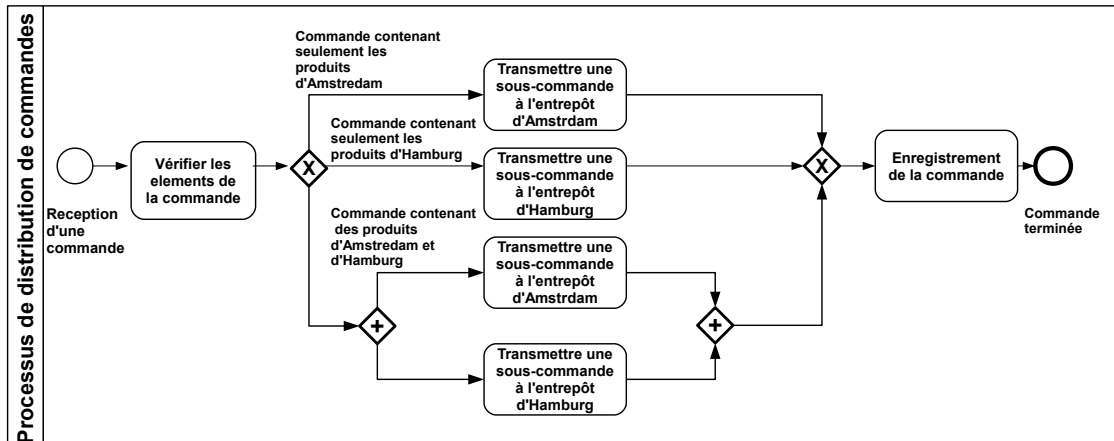 Processus de distribution de commandes
Reception
d'une
commande
Vérifier les
elements de
la commande
X
Commande contenant
seulement les
produits
d'Amstredam
Transmettre une
sous-commande
à l'entrepôt
d'Amstrdam
Commande contenant
seulement les
produits d'Hamburg
Transmettre une
sous-commande
à l'entrepôt
d'Hamburg
Commande contenant
des produits
d'Amstredam et
d'Hamburg
+
Transmettre une
sous-commande
à l'entrepôt
d'Amstrdam
Transmettre une
sous-commande
à l'entrepôt
d'Hamburg
+
X
Enregistrement
de la commande
Commande
terminée